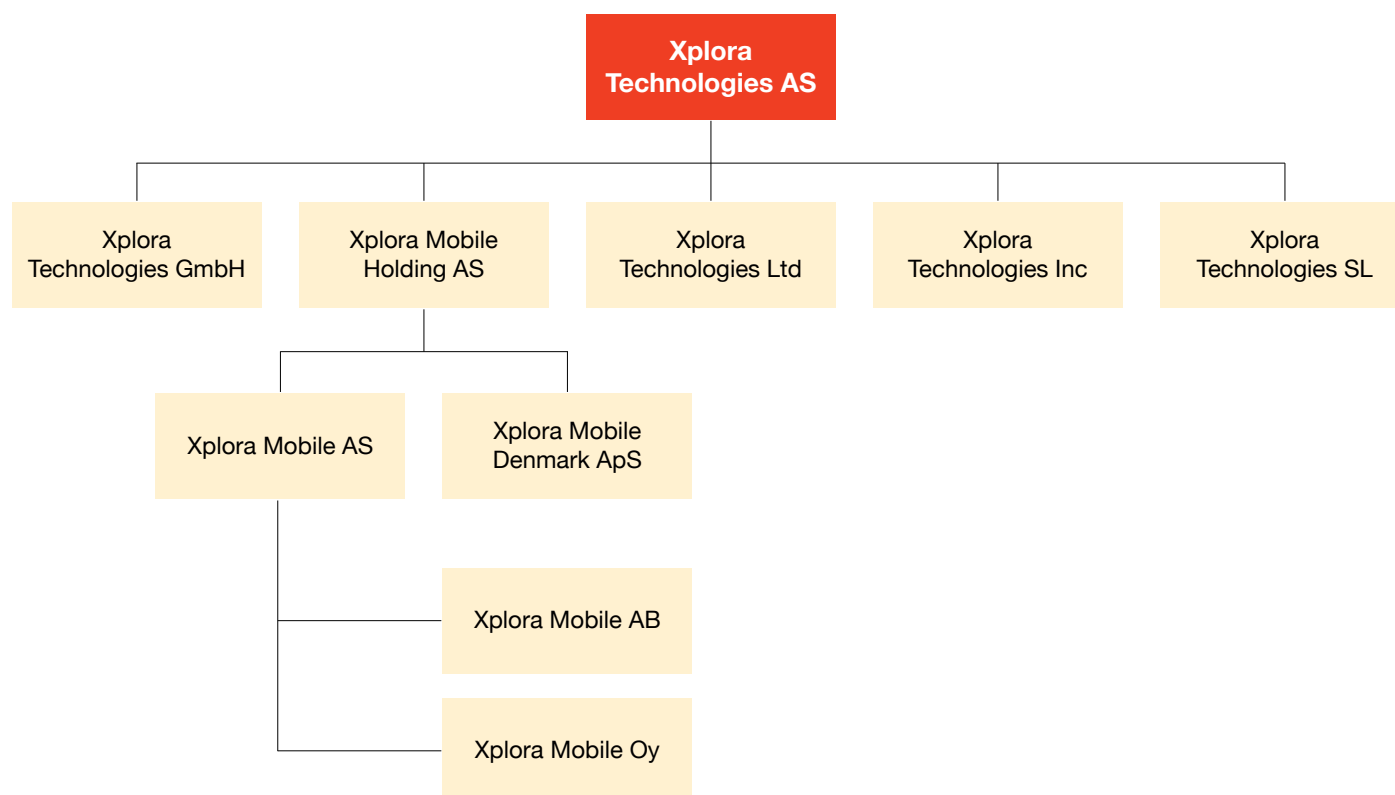 Xplora
Technologies AS
Xplora
Technologies GmbH
Xplora Mobile
Holding AS
Xplora
Technologies Ltd
Xplora
Technologies Inc
Xplora
Technologies SL
Xplora Mobile AS
Xplora Mobile
Denmark ApS
Xplora Mobile AB
Xplora Mobile Oy